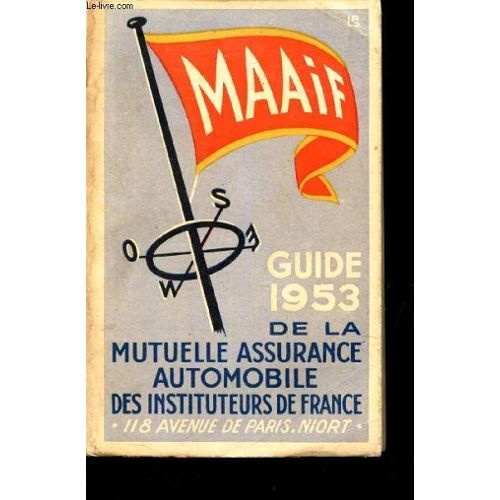 Le-livre.com
MAAiF
S
O
E
W
GUIDE
1953
DE LA
MUTUELLE ASSURANCE
AUTOMOBILE
DES INSTITUTEURS DE FRANCE
• 118 AVENUE DE PARIS. NIORT •